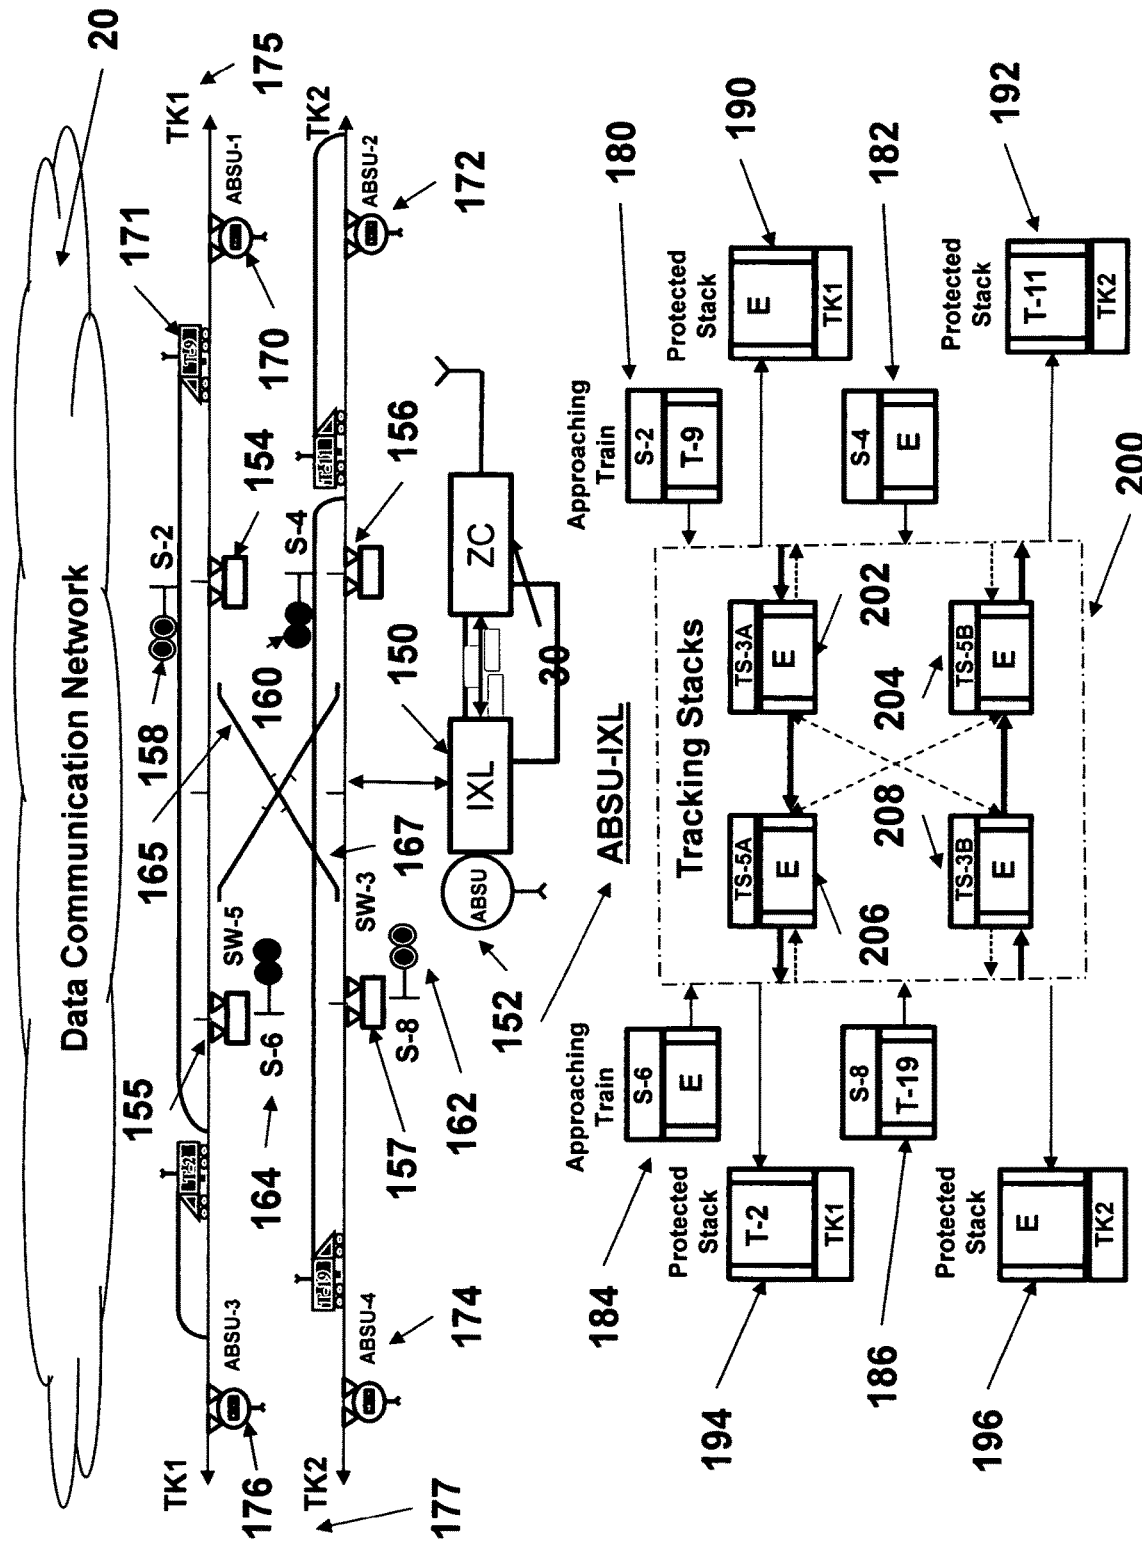 Data Communication Network
20
TK1
ABSU-3
176
T-2
155
SW-5
S-6
164
165
158
S-2
154
T-9
171
170
ABSU-1
TK1
175
TK2
ABSU-4
174
177
T-19
157
S-8
162
SW-3
167
160
S-4
156
ABSU-2
172
TK2
ABSU
152
IXL
150
ZC
30
ABSU-IXL
Tracking Stacks
Approaching
Train
S-6
E
184
Protected
Stack
T-2
TK1
194
S-8
T-19
186
Protected
Stack
E
TK2
196
TS-5A
E
206
TS-3A
E
202
TS-3B
E
208
TS-5B
E
204
Approaching
Train
S-2
T-9
180
Protected
Stack
E
TK1
190
S-4
E
182
Protected
Stack
T-11
TK2
192
200